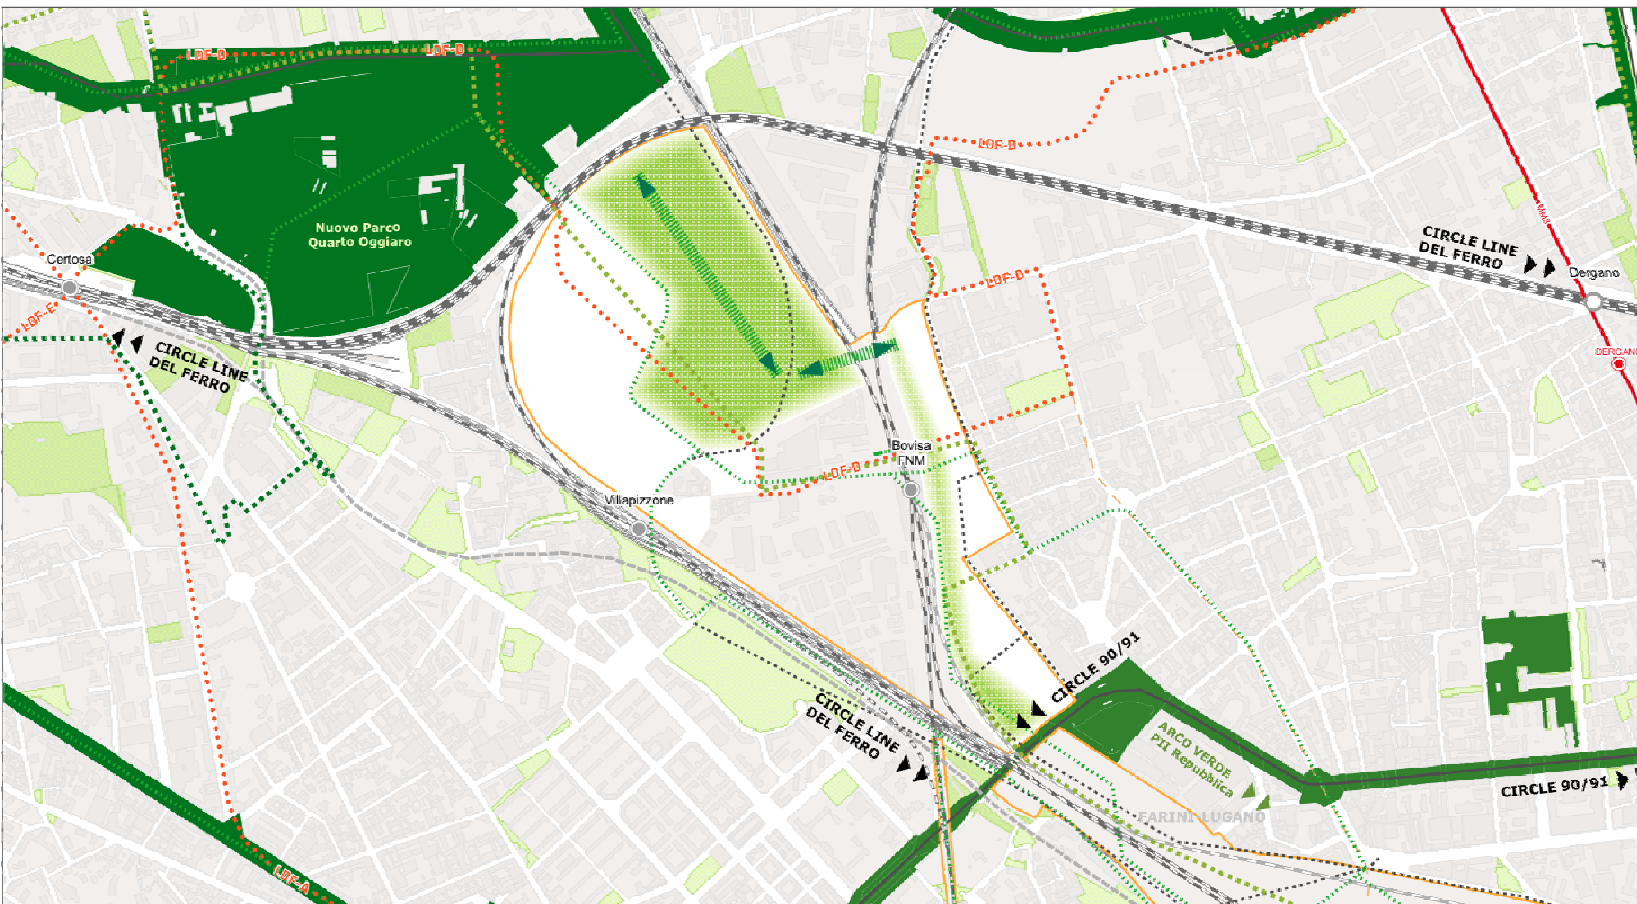 LDF-D
LDF-D
LDF-D
Nuovo Parco
Quarto Oggiaro
Certosa
LDF-E
CIRCLE LINE
DEL FERRO
MM3
CIRCLE LINE
DEL FERRO
Dergano
LDF-D
DERGANO
Bovisa
FNM
LDF-D
Villapizzone
CIRCLE 90/91
CIRCLE LINE
DEL FERRO
ARCO VERDE
PII Repubblica
CIRCLE 90/91
FARINI-LUGANO
LDF-A